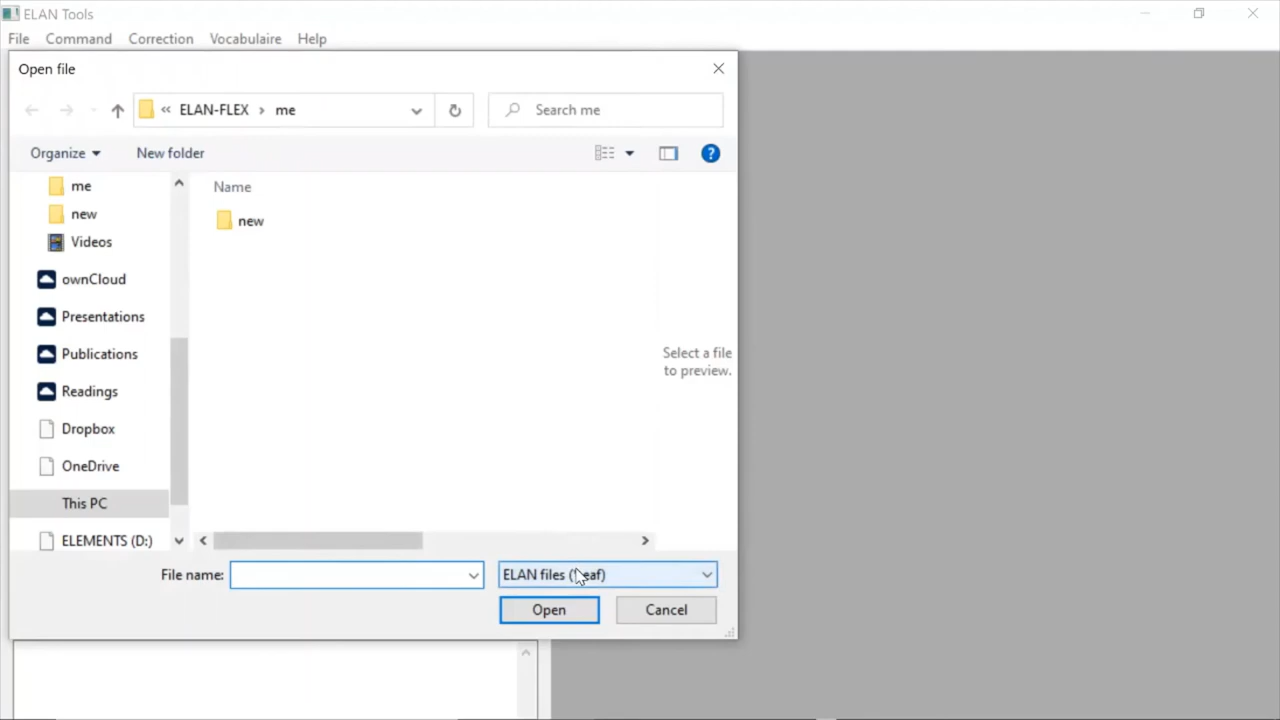 ELAN Tools
File Command Correction Vocabulaire Help
Open file
« ELAN-FLEX › me
Search me
Organize
New folder
me
new
Videos
ownCloud
Presentations
Publications
Readings
Dropbox
OneDrive
This PC
ELEMENTS (D:)
Name
new
Select a file
to preview.
File name:
ELAN files (*.eaf)
Open
Cancel